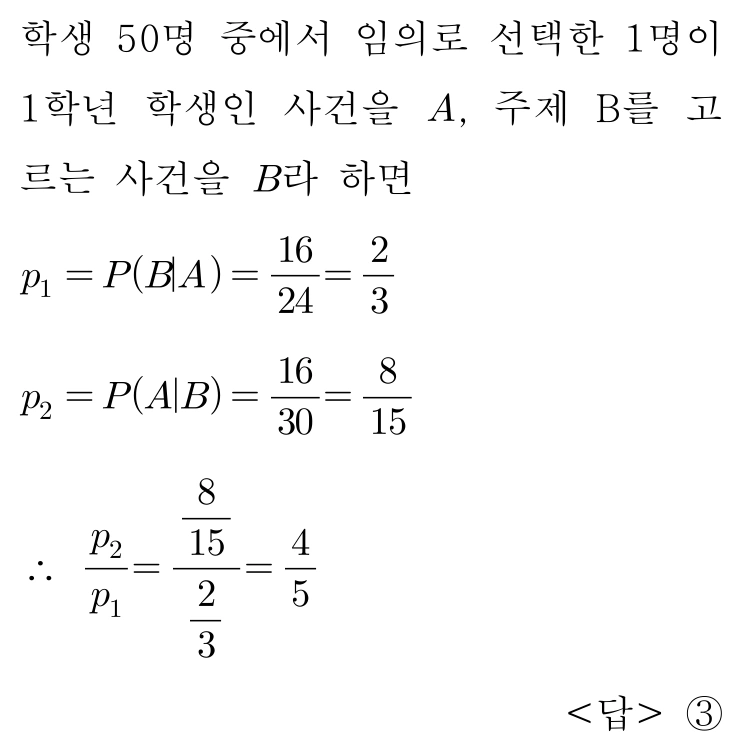 학생 50명 중에서 임의로 선택한 1명이
1학년 학생인 사건을 A, 주제 B를 고
르는 사건을 B라 하면
p₁ = P(B|A) = 16/24 = 2/3
p₂ = P(A|B) = 16/30 = 8/15
∴ p₂/p₁ = (8/15)/(2/3) = 4/5
<답> ③